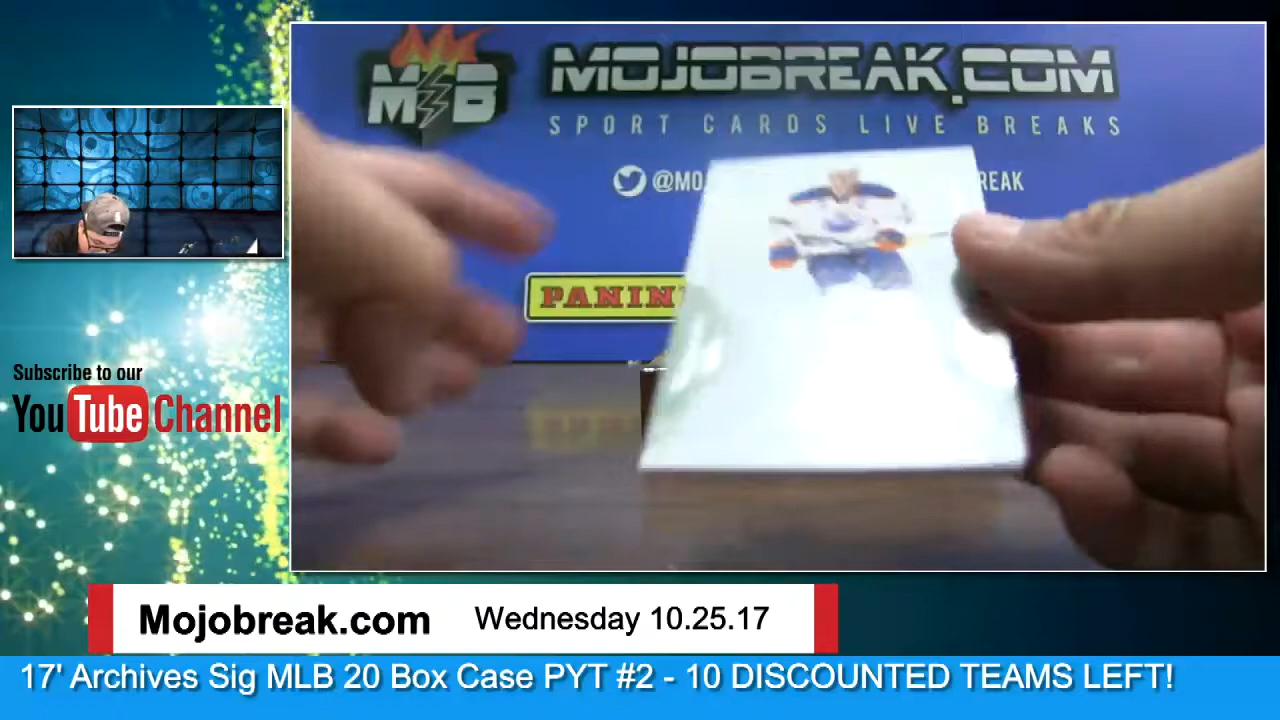 MB
MOJOBREAK.COM
SPORT CARDS LIVE BREAKS
@MO
REAK
PANINI
Subscribe to our
YouTube Channel
Mojobreak.com Wednesday 10.25.17
17' Archives Sig MLB 20 Box Case PYT #2 - 10 DISCOUNTED TEAMS LEFT!